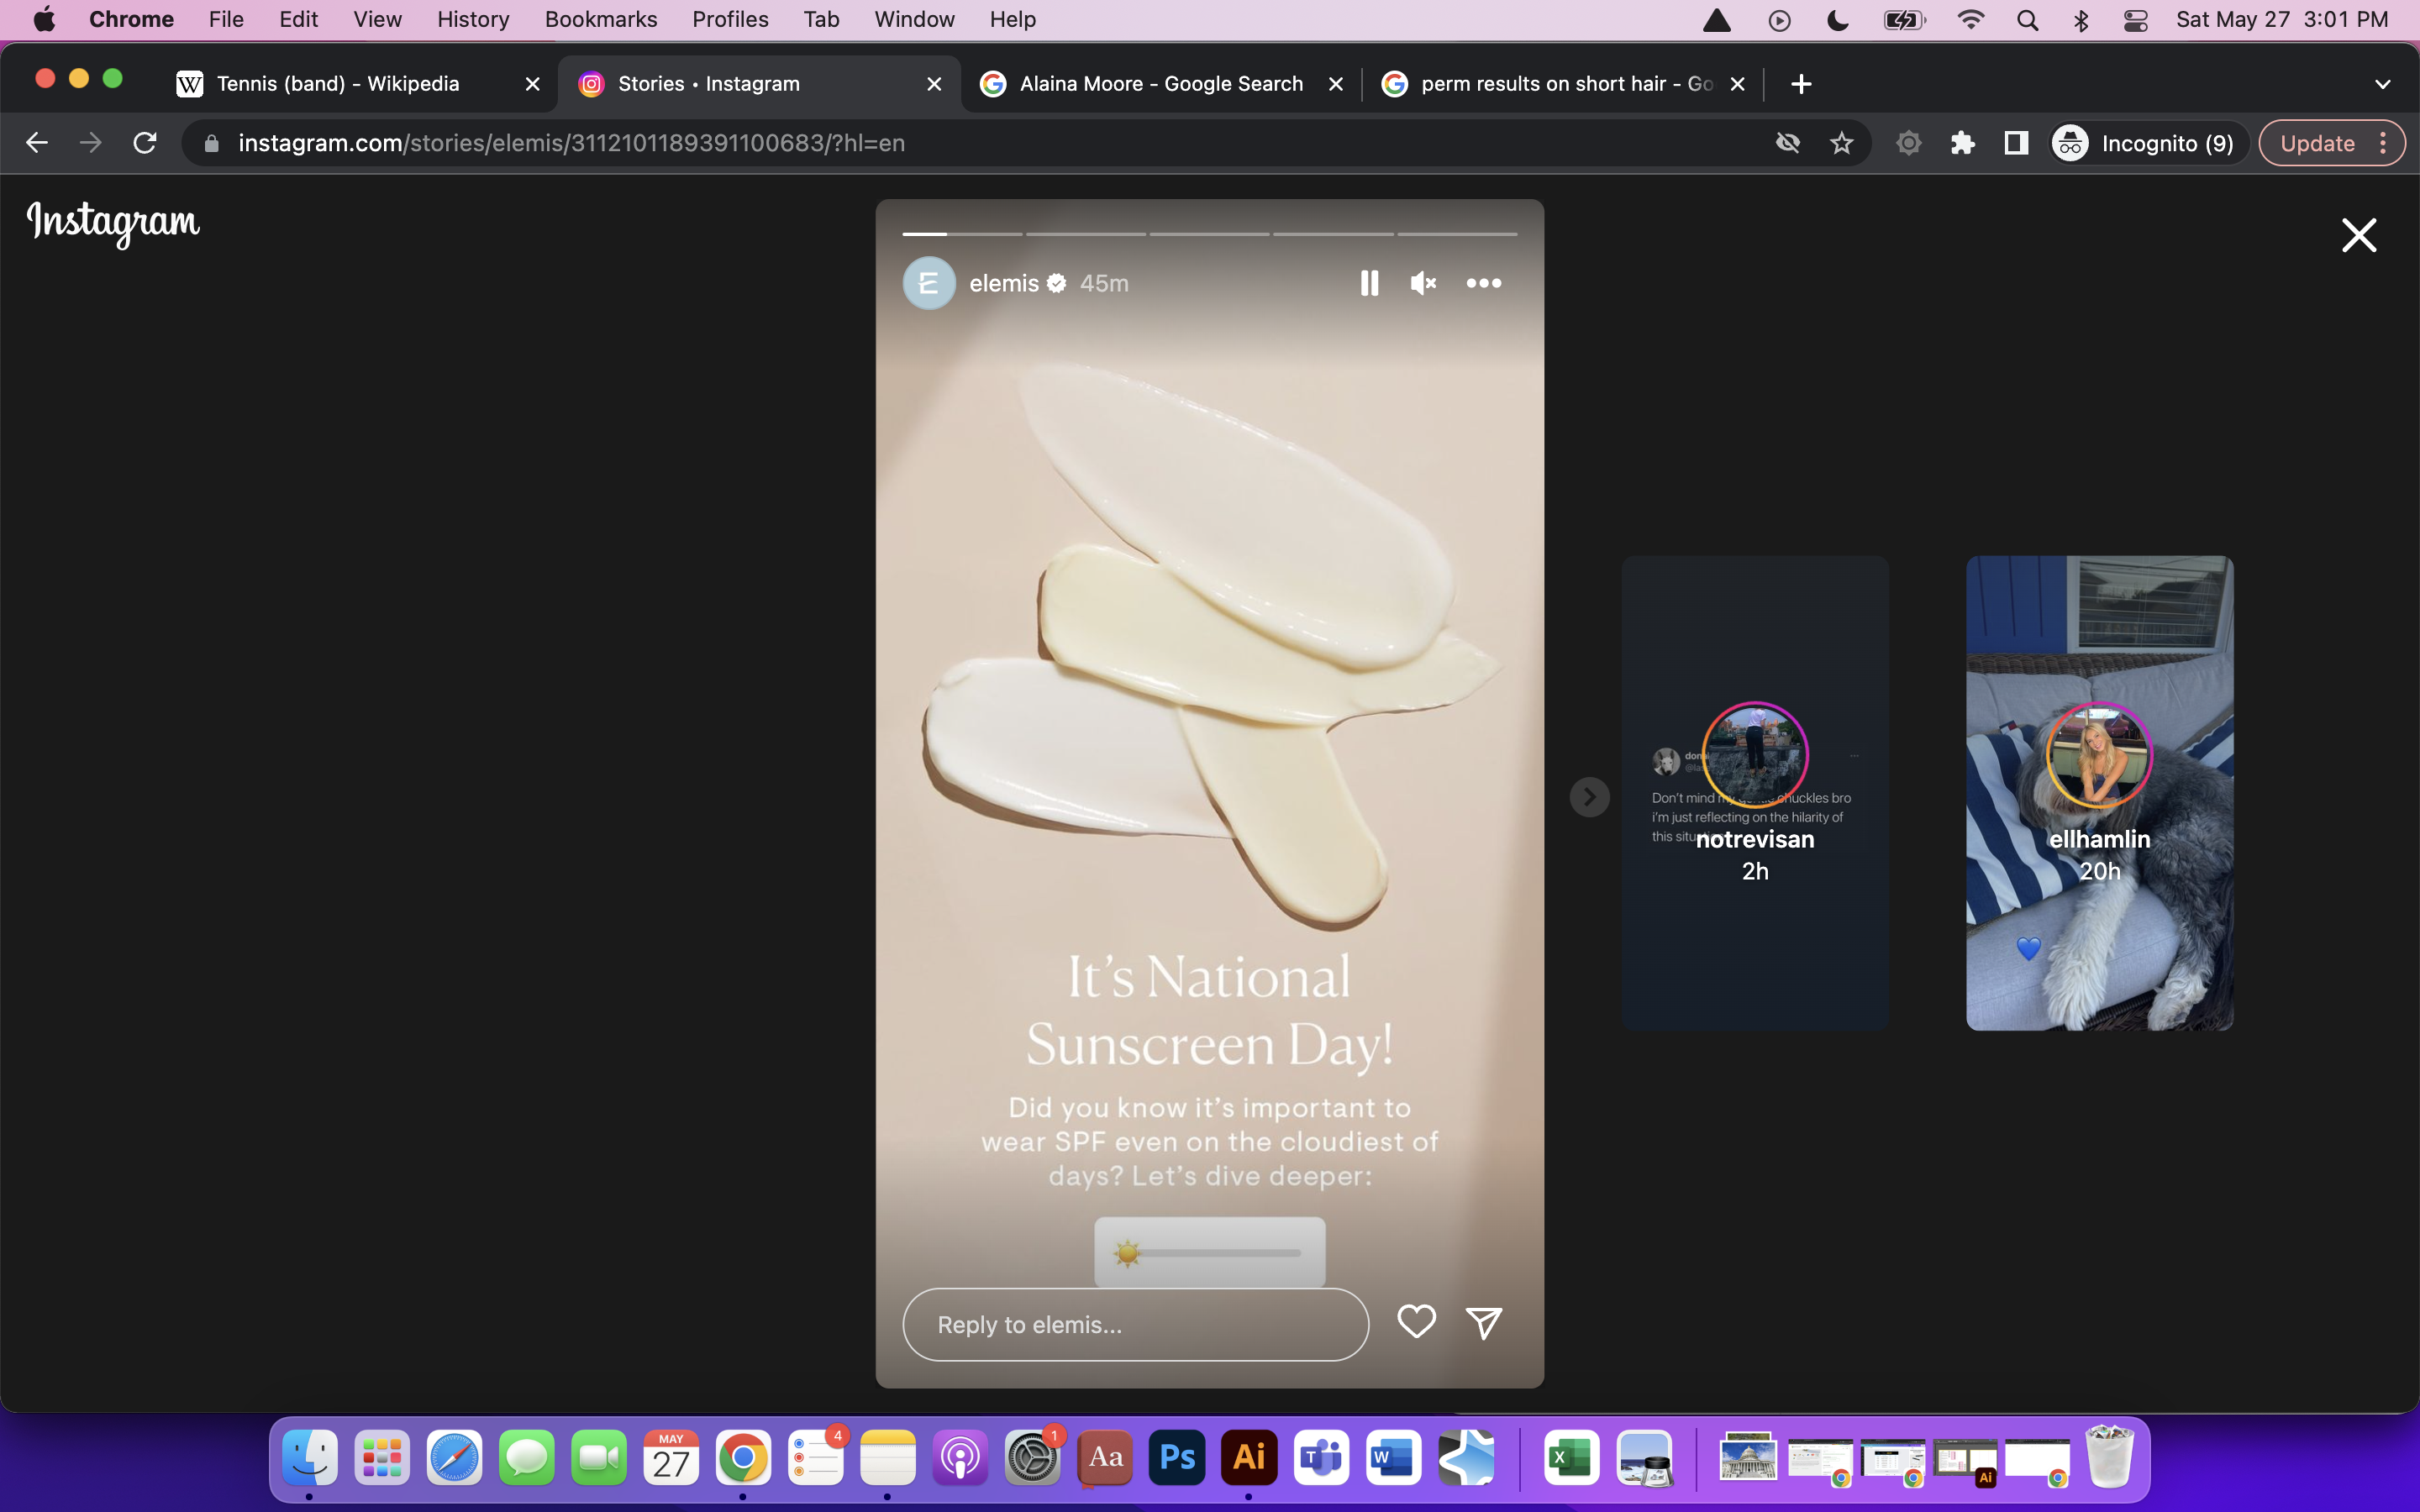 Chrome File Edit View History Bookmarks Profiles Tab Window Help Sat May 27 3:01 PM
Tennis (band) - Wikipedia Stories • Instagram Alaina Moore - Google Search perm results on short hair - Go
instagram.com/stories/elemis/3112101189391100683/?hl=en Incognito (9) Update
Instagram
elemis 45m
It's National
Sunscreen Day!
Did you know it's important to
wear SPF even on the cloudiest of
days? Let's dive deeper:
Reply to elemis...
Don't mind my chuckles bro
i'm just reflecting on the hilarity of
this
notrevisan
2h
ellhamlin
20h
MAY
27
4
1
Aa
Ps
Ai
T
W
X
Ai